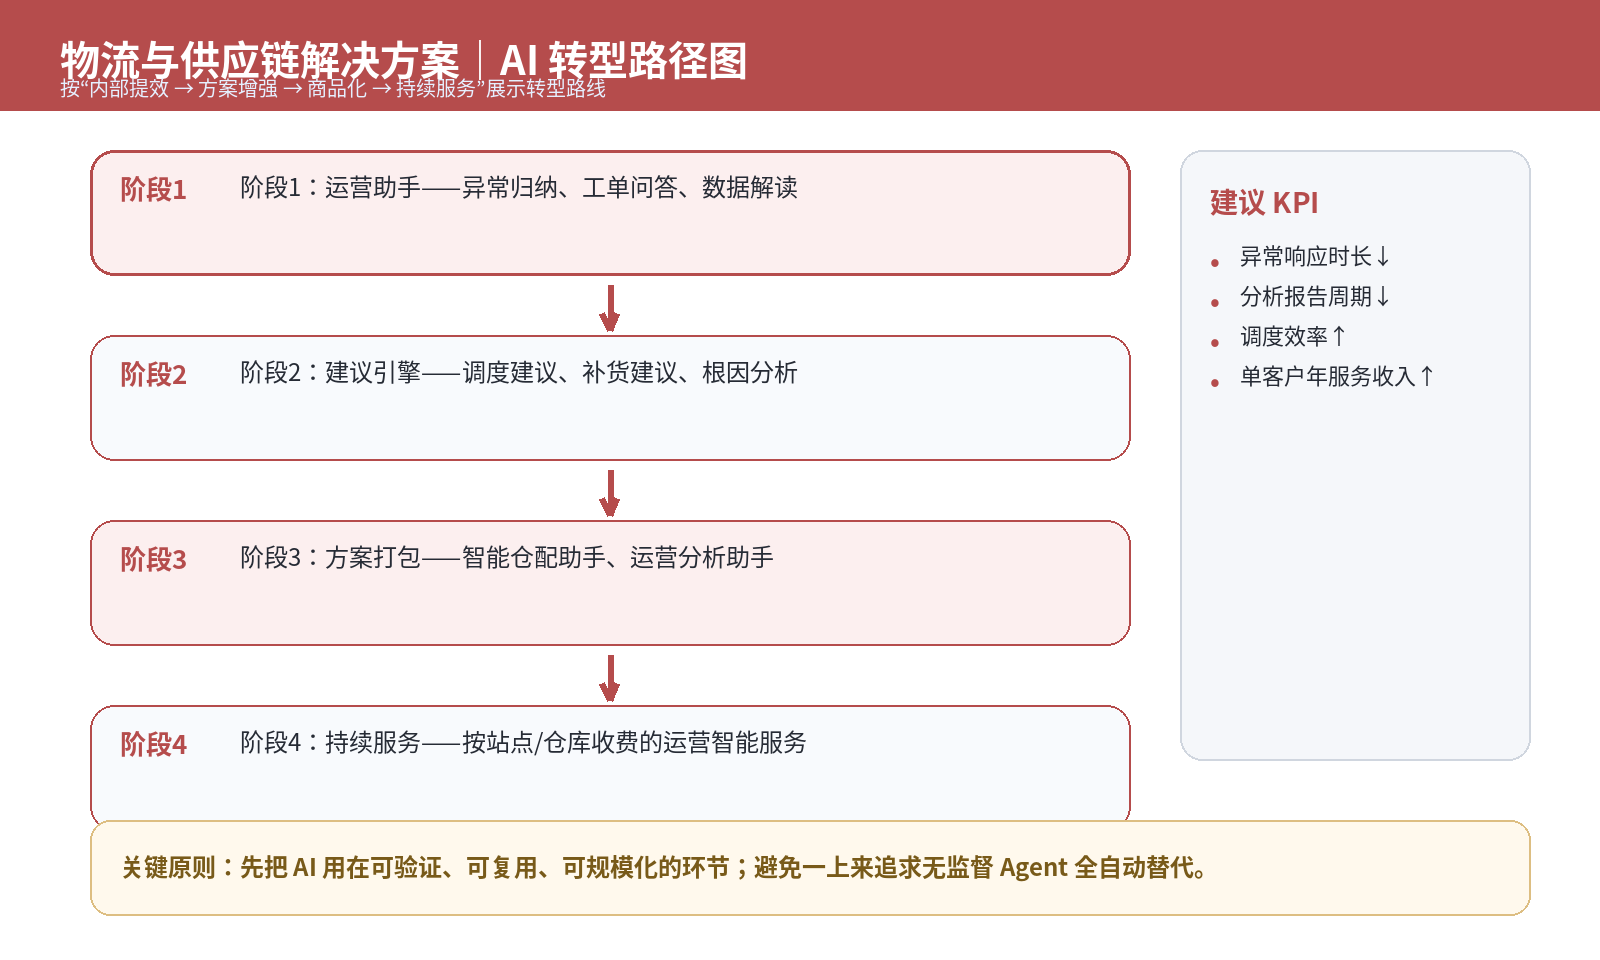 物流与供应链解决方案｜AI 转型路径图
按“内部提效 → 方案增强 → 商品化 → 持续服务”展示转型路线
阶段1
阶段1：运营助手——异常归纳、工单问答、数据解读
阶段2
阶段2：建议引擎——调度建议、补货建议、根因分析
阶段3
阶段3：方案打包——智能仓配助手、运营分析助手
阶段4
阶段4：持续服务——按站点/仓库收费的运营智能服务
建议 KPI
• 异常响应时长↓
• 分析报告周期↓
• 调度效率↑
• 单客户年服务收入↑
关键原则：先把 AI 用在可验证、可复用、可规模化的环节；避免一上来追求无监督 Agent 全自动替代。